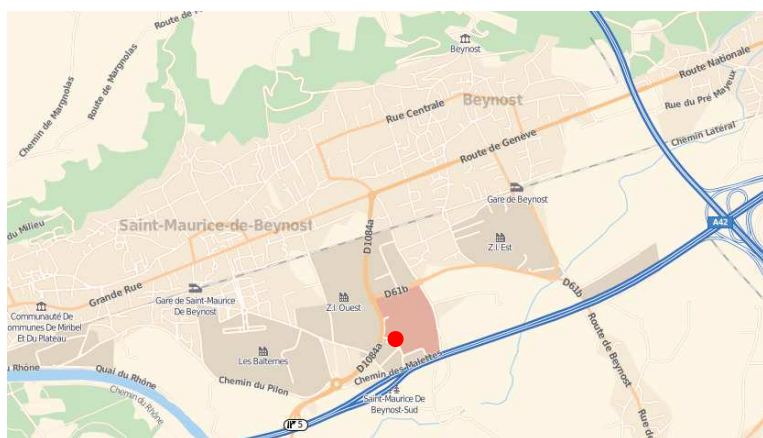 Route de M
Route de Margnolas
Chemin de Margnolas
Beynost
Route Nationale
Rue du Pré Mayeux
Rue Centrale
Beynost
Chemin Latéral
Route de Genève
Gare de Beynost
du Milieu
Saint-Maurice-de-Beynost
D1084a
A42
Z.I. Est
Grande Rue
Gare de Saint-Maurice
De Beynost
D61b
D61b
Z.I. Ouest
Communauté De
Communes De Miribel
Et Du Plateau
Route de Beynost
Les Balternes
D1084a
Chemin des Malettes
u Rhône
Quai du Rhône
Chemin du Rhône
Chemin du Pilon
Saint-Maurice De
Beynost-Sud
5
Rue de